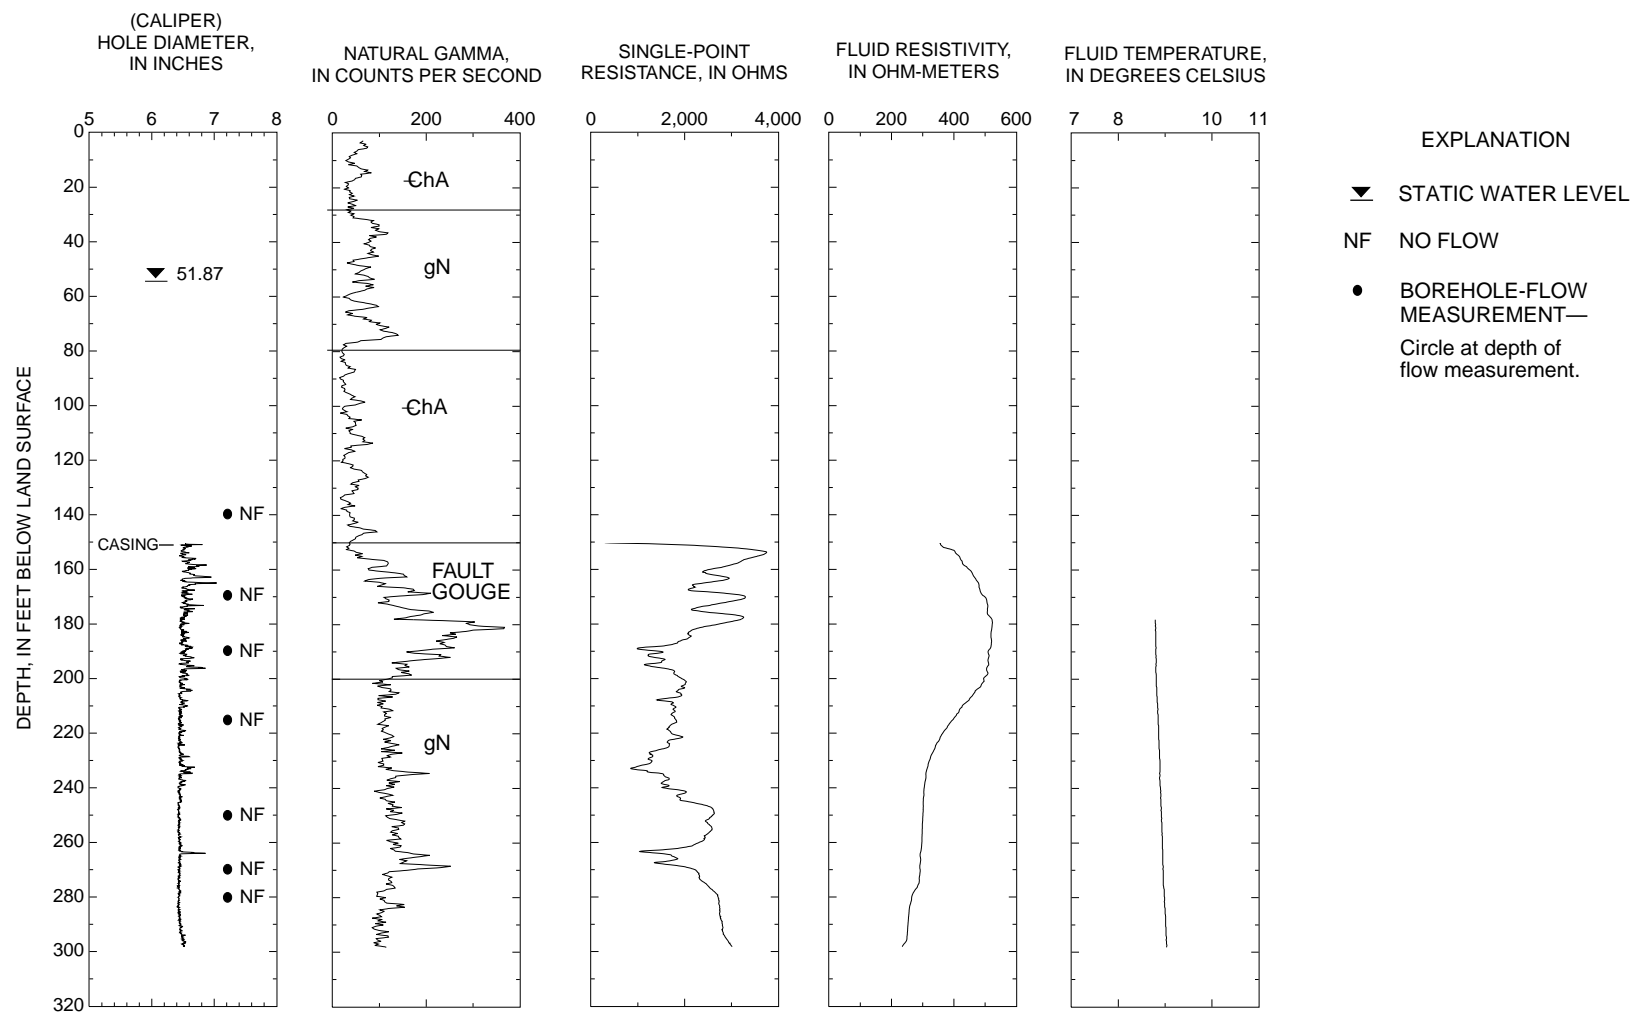 (CALIPER)
HOLE DIAMETER,
IN INCHES
NATURAL GAMMA,
IN COUNTS PER SECOND
SINGLE-POINT
RESISTANCE, IN OHMS
FLUID RESISTIVITY,
IN OHM-METERS
FLUID TEMPERATURE,
IN DEGREES CELSIUS
5 6 7 8
0 200 400
0 2,000 4,000
0 200 400 600
7 8 10 11
DEPTH, IN FEET BELOW LAND SURFACE
0
20
40
60
80
100
120
140
160
180
200
220
240
260
280
300
320
51.87
CASING
NF
NF
NF
NF
NF
NF
NF
ChA
gN
ChA
FAULT
GOUGE
gN
EXPLANATION
STATIC WATER LEVEL
NF NO FLOW
BOREHOLE-FLOW
MEASUREMENT—
Circle at depth of
flow measurement.